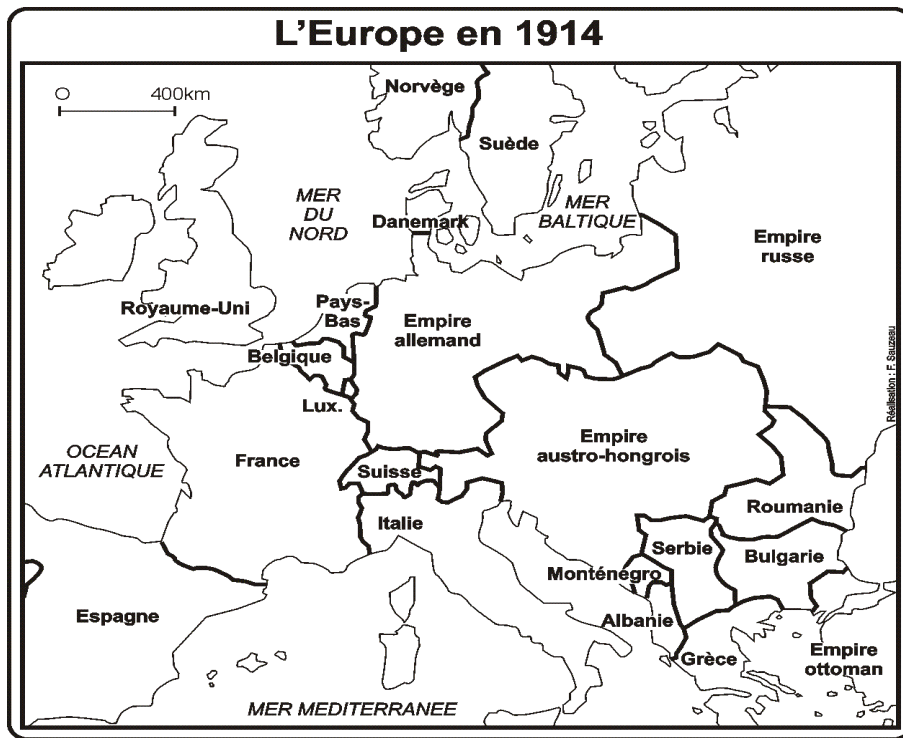 L'Europe en 1914
O 400km
Norvège
Suède
MER
DU
NORD
Danemark
MER
BALTIQUE
Empire
russe
Royaume-Uni
Pays-
Bas
Empire
allemand
Belgique
Lux.
Réalisation : F. Sauzeau
OCEAN
ATLANTIQUE
France
Suisse
Empire
austro-hongrois
Italie
Roumanie
Serbie
Bulgarie
Monténégro
Espagne
Albanie
Grèce
Empire
ottoman
MER MEDITERRANEE